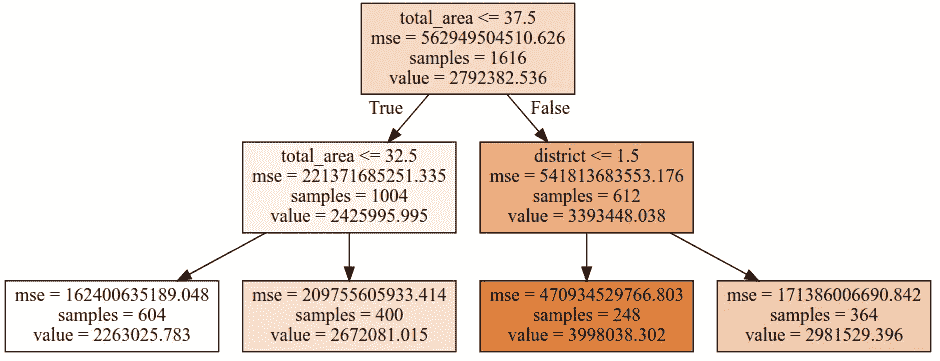 total_area <= 37.5
mse = 562949504510.626
samples = 1616
value = 2792382.536
True
False
total_area <= 32.5
mse = 221371685251.335
samples = 1004
value = 2425995.995
district <= 1.5
mse = 541813683553.176
samples = 612
value = 3393448.038
mse = 162400635189.048
samples = 604
value = 2263025.783
mse = 209755605933.414
samples = 400
value = 2672081.015
mse = 470934529766.803
samples = 248
value = 3998038.302
mse = 171386006690.842
samples = 364
value = 2981529.396